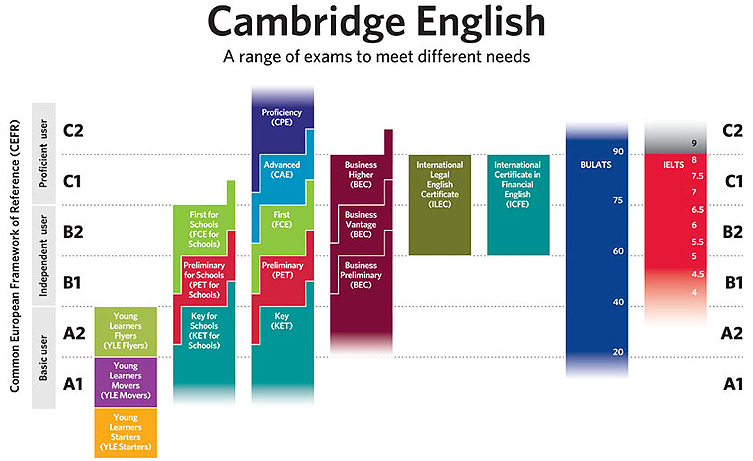 Cambridge English
A range of exams to meet different needs
Common European Framework of Reference (CEFR)
Proficient user
Independent user
Basic user
C2
C1
B2
B1
A2
A1
Young
Learners
Flyers
(YLE Flyers)
Young
Learners
Movers
(YLE Movers)
Young
Learners
Starters
(YLE Starters)
First for
Schools
(FCE for
Schools)
Preliminary
for Schools
(PET for
Schools)
Key for
Schools
(KET for
Schools)
Proficiency
(CPE)
Advanced
(CAE)
First
(FCE)
Preliminary
(PET)
Key
(KET)
Business
Higher
(BEC)
Business
Vantage
(BEC)
Business
Preliminary
(BEC)
International
Legal
English
Certificate
(ILEC)
International
Certificate in
Financial
English
(ICFE)
BULATS
90
75
60
40
20
IELTS
9
8
7.5
7
6.5
6
5.5
5
4.5
4
C2
C1
B2
B1
A2
A1